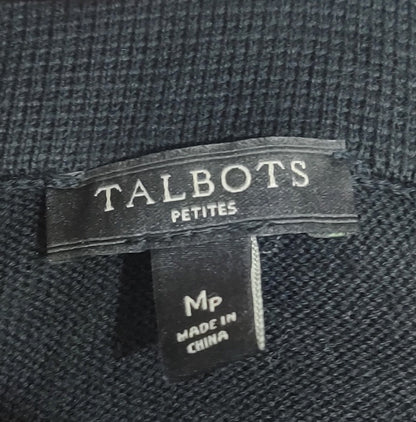 TALBOTS
PETITES
MP
MADE IN
CHINA